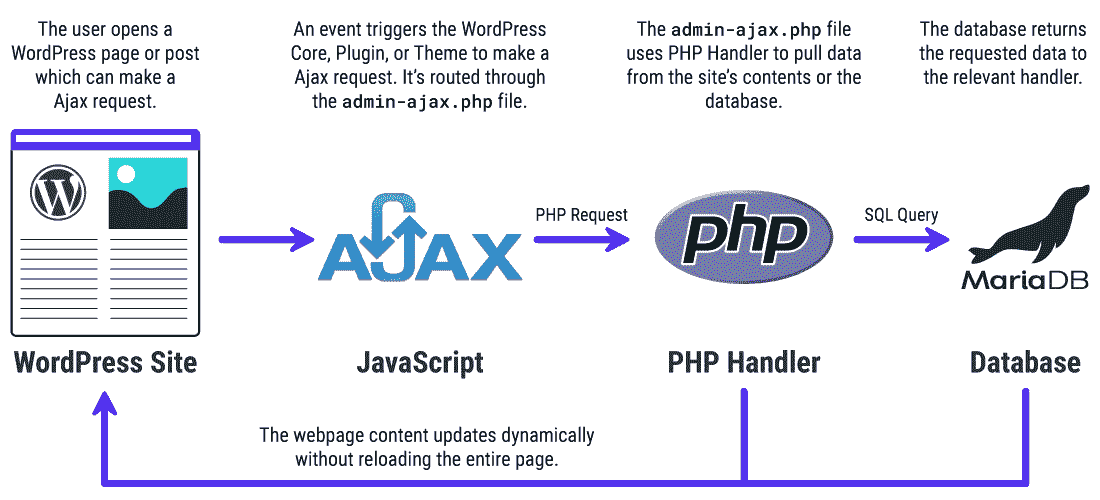 The user opens a
WordPress page or post
which can make a
Ajax request.
An event triggers the WordPress
Core, Plugin, or Theme to make a
Ajax request. It’s routed through
the admin-ajax.php file.
The admin-ajax.php file
uses PHP Handler to pull data
from the site’s contents or the
database.
The database returns
the requested data to
the relevant handler.
W
AJAX
PHP Request
php
SQL Query
MariaDB
WordPress Site
JavaScript
PHP Handler
Database
The webpage content updates dynamically
without reloading the entire page.